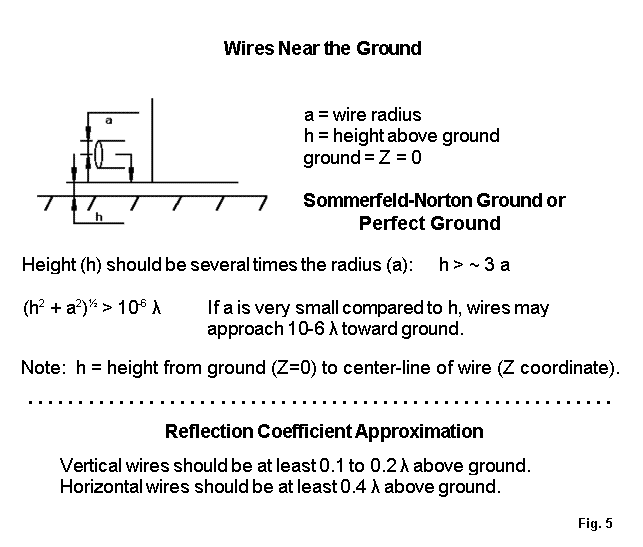 Wires Near the Ground
a
h
a = wire radius
h = height above ground
ground = Z = 0
Sommerfeld-Norton Ground or
Perfect Ground
Height (h) should be several times the radius (a): h > ~ 3 a
(h² + a²)^½ > 10⁻⁶ λ If a is very small compared to h, wires may
approach 10-6 λ toward ground.
Note: h = height from ground (Z=0) to center-line of wire (Z coordinate).
Reflection Coefficient Approximation
Vertical wires should be at least 0.1 to 0.2 λ above ground.
Horizontal wires should be at least 0.4 λ above ground.
Fig. 5